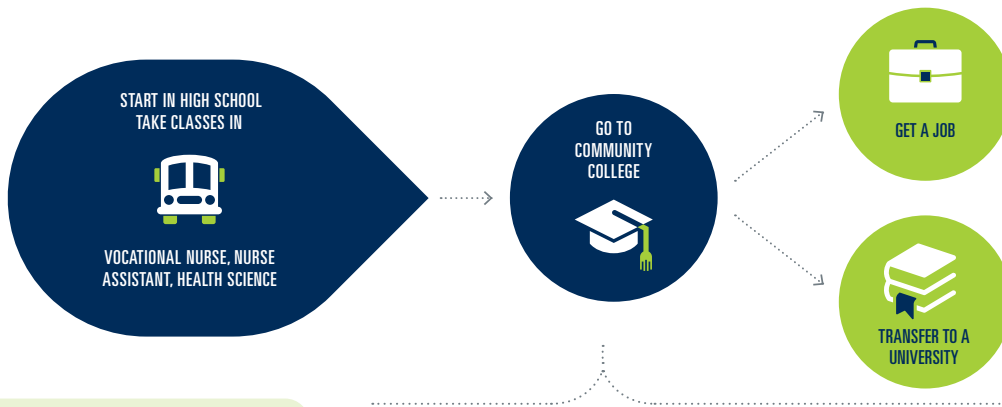 START IN HIGH SCHOOL
TAKE CLASSES IN
VOCATIONAL NURSE, NURSE
ASSISTANT, HEALTH SCIENCE
GO TO
COMMUNITY
COLLEGE
GET A JOB
TRANSFER TO A
UNIVERSITY